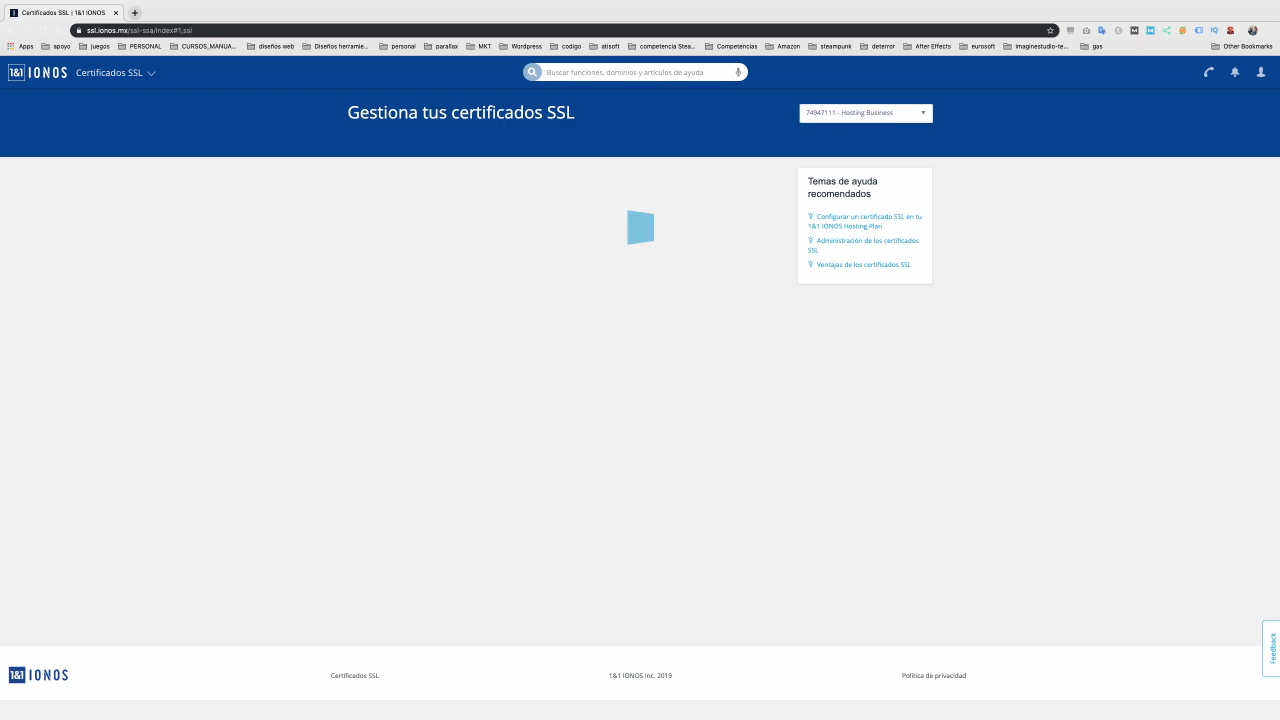 Certificados SSL | 1&1 IONOS
ssl.ionos.mx/ssl-ssa/index#1,ssl
Apps apoyo juegos PERSONAL CURSOS_MANUA... diseños web Diseños herramie... personal parallax MKT Wordpress codigo atisoft competencia Stea... Competencias Amazon steampunk deterror After Effects eurosoft imaginestudio-te... gas Other Bookmarks
1&1 IONOS Certificados SSL
Buscar funciones, dominios y artículos de ayuda
Gestiona tus certificados SSL
74947111 - Hosting Business
Temas de ayuda
recomendados
Configurar un certificado SSL en tu
1&1 IONOS Hosting Plan
Administración de los certificados
SSL
Ventajas de los certificados SSL
Feedback
1&1 IONOS
Certificados SSL
1&1 IONOS Inc. 2019
Política de privacidad